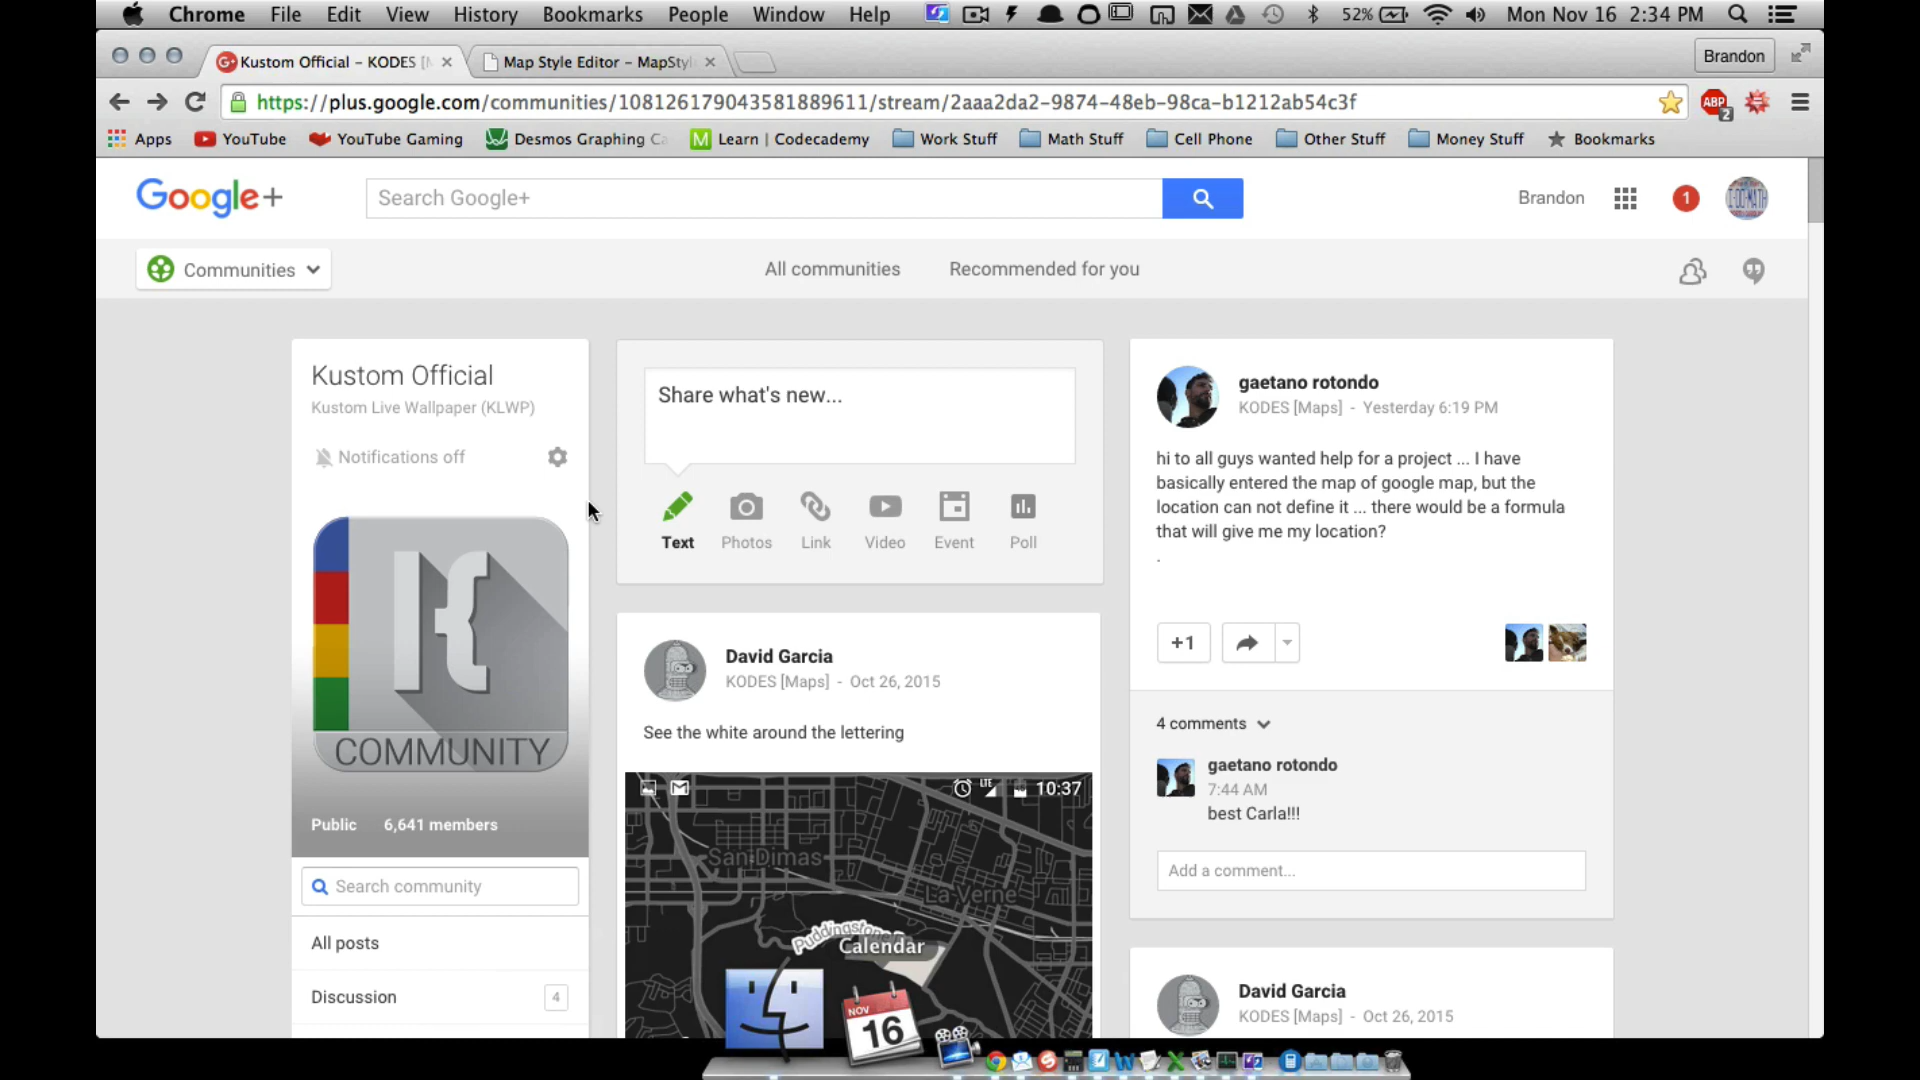 Chrome File Edit View History Bookmarks People Window Help 52% Mon Nov 16 2:34 PM
Kustom Official – KODES [ Map Style Editor – MapStyl Brandon
https://plus.google.com/communities/108126179043581889611/stream/2aaa2da2-9874-48eb-98ca-b1212ab54c3f ABP 2
Apps YouTube YouTube Gaming Desmos Graphing Ca M Learn | Codecademy Work Stuff Math Stuff Cell Phone Other Stuff Money Stuff Bookmarks
Google+ Search Google+ Brandon 1 I-DO-MATH
Communities All communities Recommended for you
Kustom Official
Kustom Live Wallpaper (KLWP)
Notifications off
COMMUNITY
Public 6,641 members
Search community
All posts
Discussion 4
Share what's new...
Text Photos Link Video Event Poll
David Garcia
KODES [Maps] - Oct 26, 2015
See the white around the lettering
LTE 10:37
San Dimas
La Verne
Calendar
NOV
16
gaetano rotondo
KODES [Maps] - Yesterday 6:19 PM
hi to all guys wanted help for a project ... I have
basically entered the map of google map, but the
location can not define it ... there would be a formula
that will give me my location?
.
+1
4 comments
gaetano rotondo
7:44 AM
best Carla!!!
Add a comment...
David Garcia
KODES [Maps] - Oct 26, 2015